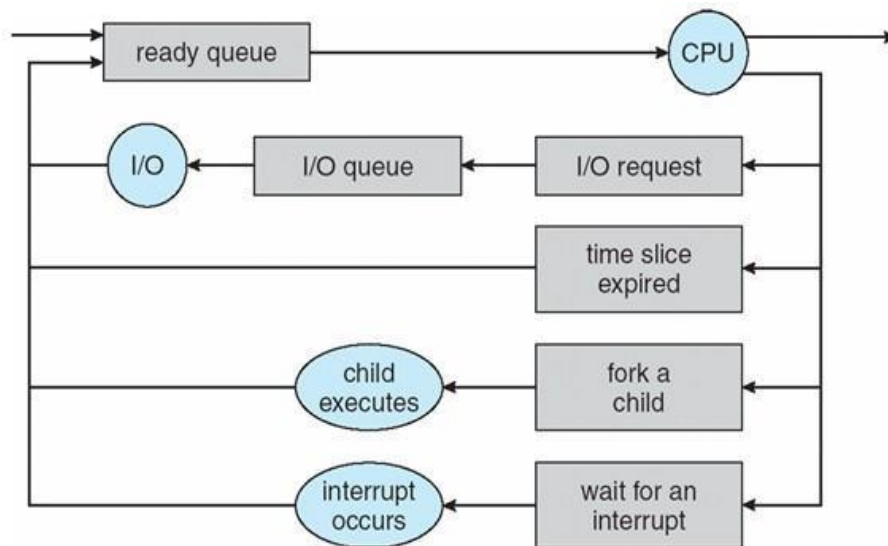 ready queue
CPU
I/O
I/O queue
I/O request
time slice
expired
child
executes
fork a
child
interrupt
occurs
wait for an
interrupt